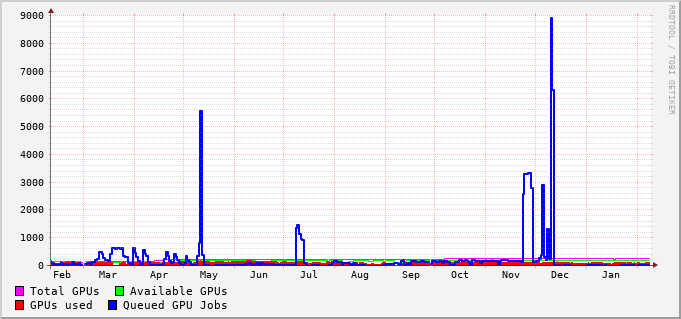 9000
8000
7000
6000
5000
4000
3000
2000
1000
0
Feb Mar Apr May Jun Jul Aug Sep Oct Nov Dec Jan
Total GPUs Available GPUs
GPUs used Queued GPU Jobs
RRDTOOL / TOBI OETIKER